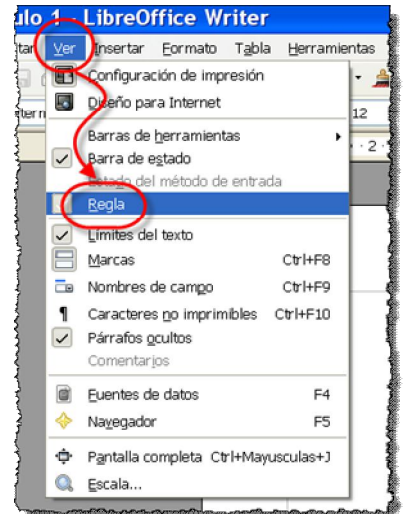 ulo 1 - LibreOffice Writer
tar Ver Insertar Formato Tabla Herramientas
Configuración de impresión
Diseño para Internet
12
Barras de herramientas
2
Barra de estado
Estado del método de entrada
Regla
Límites del texto
Marcas Ctrl+F8
Nombres de campo Ctrl+F9
Caracteres no imprimibles Ctrl+F10
Párrafos ocultos
Comentarios
Fuentes de datos F4
Navegador F5
Pantalla completa Ctrl+Mayusculas+J
Escala...